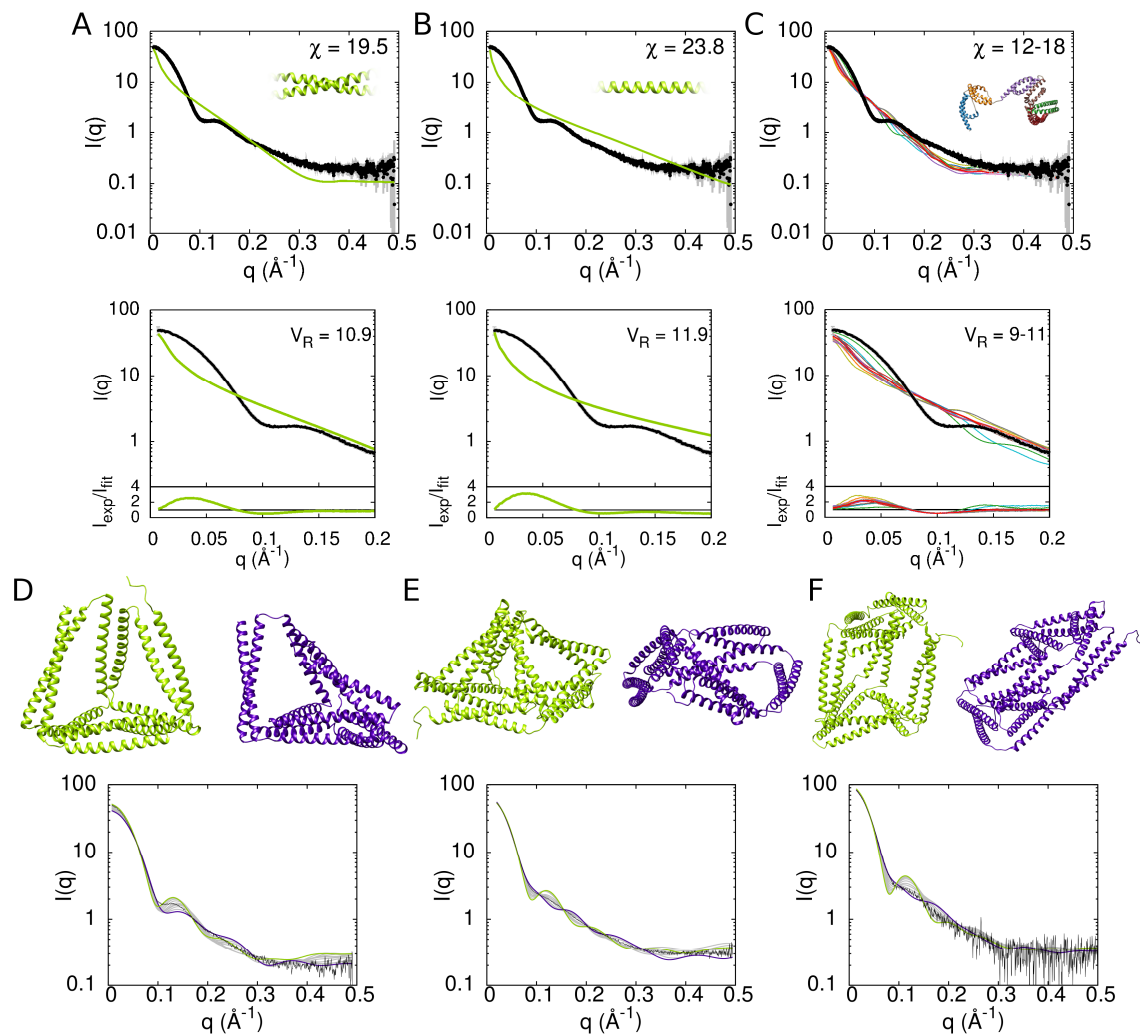 A
B
C
χ = 19.5
χ = 23.8
χ = 12-18
I(q)
I(q)
I(q)
100
10
1
0.1
0.01
100
10
1
0.1
0.01
100
10
1
0.1
0.01
0 0.1 0.2 0.3 0.4 0.5
0 0.1 0.2 0.3 0.4 0.5
0 0.1 0.2 0.3 0.4 0.5
q (Å⁻¹)
q (Å⁻¹)
q (Å⁻¹)
V_R = 10.9
V_R = 11.9
V_R = 9-11
I(q)
I(q)
I(q)
100
10
1
100
10
1
100
10
1
I_exp/I_fit
I_exp/I_fit
I_exp/I_fit
4
2
0
4
2
0
4
2
0
0 0.05 0.1 0.15 0.2
0 0.05 0.1 0.15 0.2
0 0.05 0.1 0.15 0.2
q (Å⁻¹)
q (Å⁻¹)
q (Å⁻¹)
D
E
F
I(q)
I(q)
I(q)
100
10
1
0.1
100
10
1
0.1
100
10
1
0.1
0 0.1 0.2 0.3 0.4 0.5
0 0.1 0.2 0.3 0.4 0.5
0 0.1 0.2 0.3 0.4 0.5
q (Å⁻¹)
q (Å⁻¹)
q (Å⁻¹)